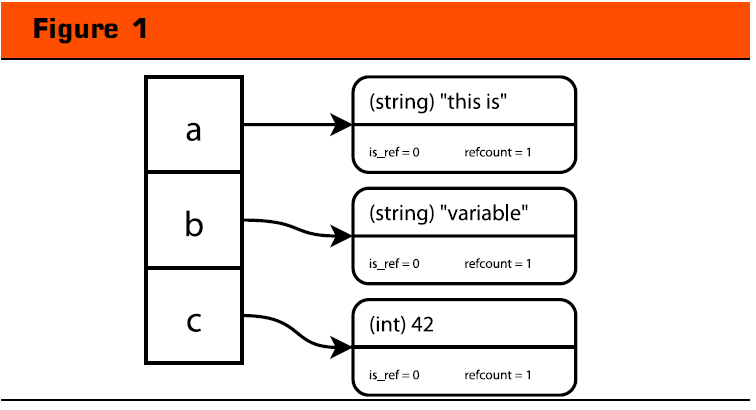 Figure 1
a
(string) "this is"
is_ref = 0 refcount = 1
b
(string) "variable"
is_ref = 0 refcount = 1
c
(int) 42
is_ref = 0 refcount = 1